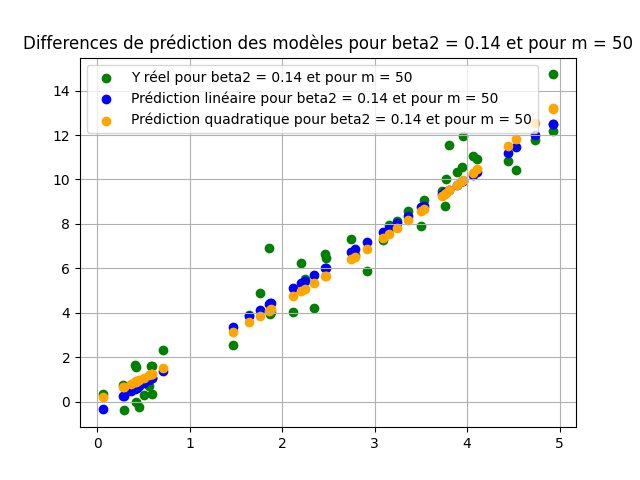 Differences de prédiction des modèles pour beta2 = 0.14 et pour m = 50
Y réel pour beta2 = 0.14 et pour m = 50
Prédiction linéaire pour beta2 = 0.14 et pour m = 50
Prédiction quadratique pour beta2 = 0.14 et pour m = 50
14
12
10
8
6
4
2
0
0 1 2 3 4 5